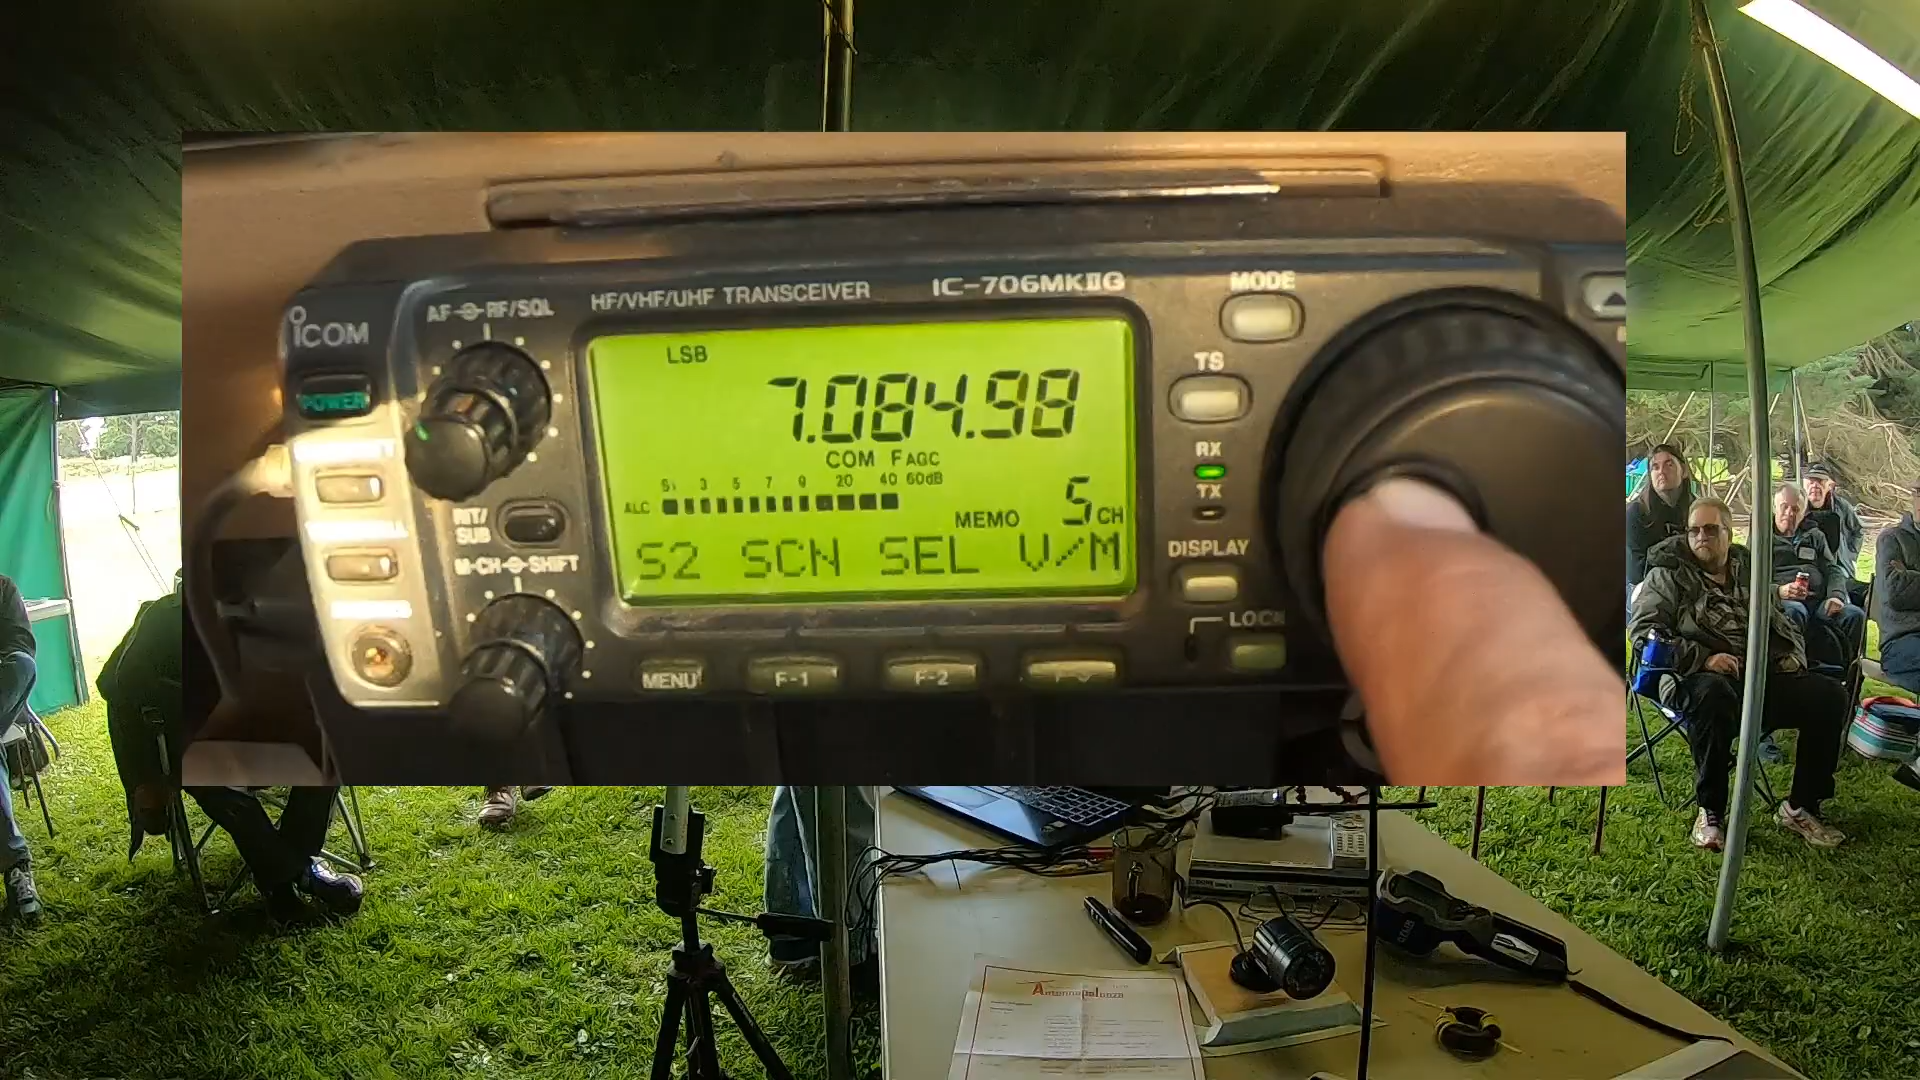 ICOM
POWER
AF RF/SQL
HF/VHF/UHF TRANSCEIVER
IC-706MKIIG
MODE
LSB
7.084.98
TS
COM FAGC
RX
S1 3 5 7 9 20 40 60dB
ALC
TX
MEMO 5CH
RIT/
SUB
S2 SCN SEL V/M
DISPLAY
M-CH SHIFT
LOCK
MENU F-1 F-2
Antennapalooza